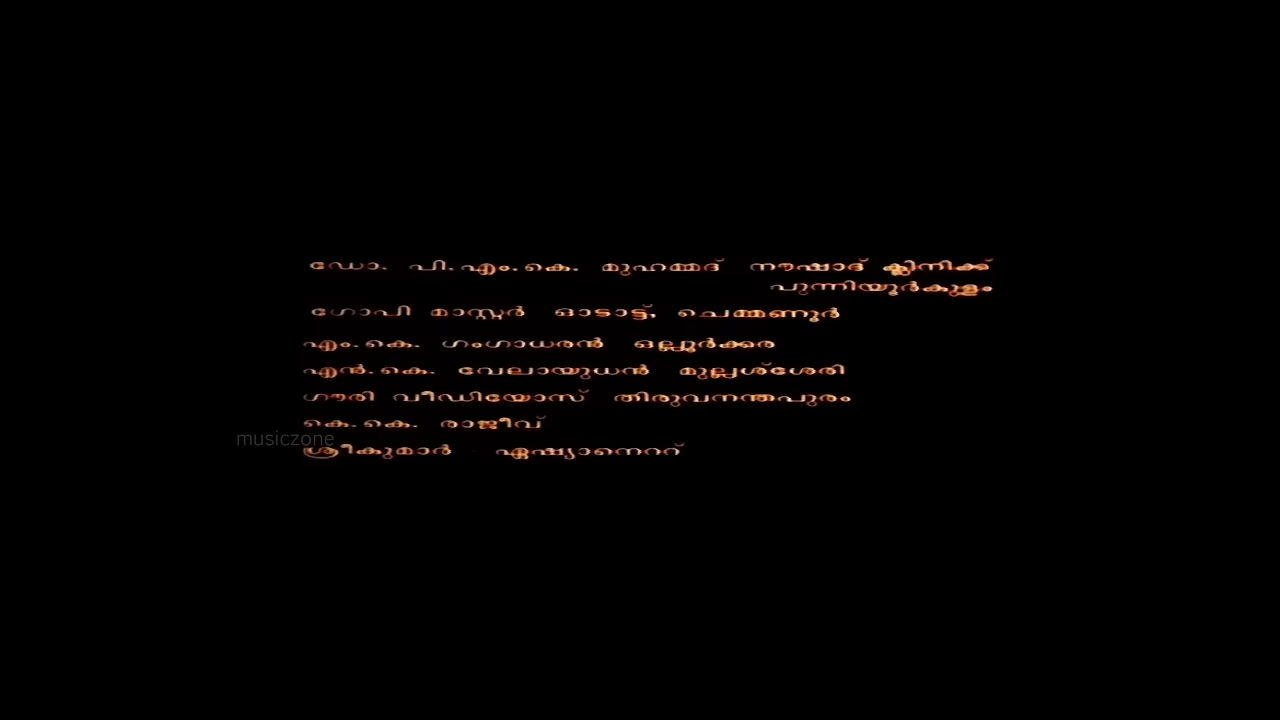 ഡോ. പി.എം.കെ. മുഹമ്മദ് നൗഷാദ് ക്ലിനിക്ക്
പുന്നിയൂർകുളം
ഗോപി മാസ്റ്റർ ഓടാട്ട്, ചെമ്മണൂർ
എം.കെ. ഗംഗാധരൻ ഒല്ലൂർക്കര
എൻ.കെ. വേലായുധൻ മുല്ലശ്ശേരി
ഗൗരി വീഡിയോസ് തിരുവനന്തപുരം
കെ.കെ. രാജീവ്
musiczone
ശ്രീകുമാർ ഏഷ്യാനെററ്